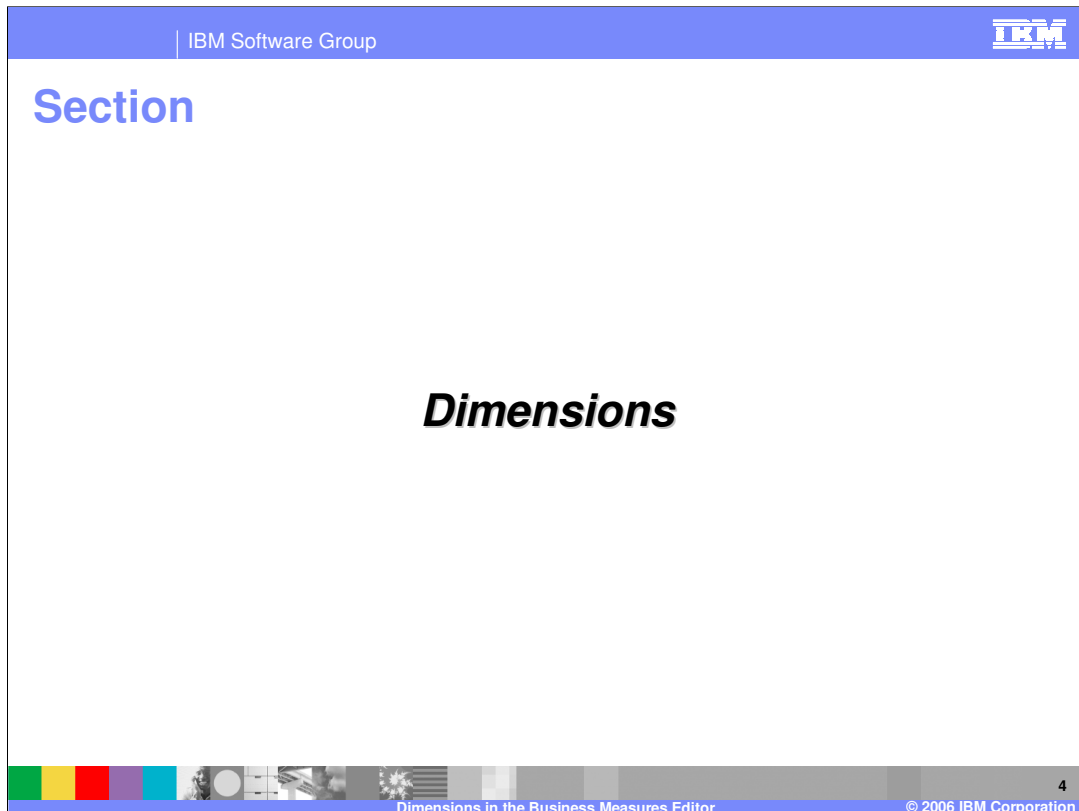 IBM Software Group
IBM
Section
Dimensions
4
Dimensions in the Business Measures Editor
© 2006 IBM Corporation